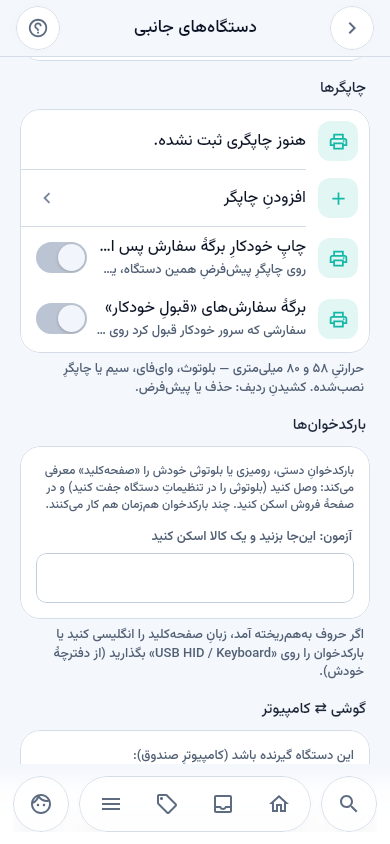 دستگاه‌های جانبی
چاپگرها
هنوز چاپگری ثبت نشده.
افزودنِ چاپگر
چاپِ خودکارِ برگهٔ سفارش پس ا...
روی چاپگرِ پیش‌فرضِ همین دستگاه، یـ...
برگهٔ سفارش‌های «قبولِ خودکار»
سفارشی که سرور خودکار قبول کرد روی ...
حرارتیِ ۵۸ و ۸۰ میلی‌متری — بلوتوث، وای‌فای، سیم یا چاپگرِ
نصب‌شده. کشیدنِ ردیف: حذف یا پیش‌فرض.
بارکدخوان‌ها
بارکدخوانِ دستی، رومیزی یا بلوتوثی خودش را «صفحه‌کلید» معرفی
می‌کند: وصل کنید (بلوتوثی را در تنظیماتِ دستگاه جفت کنید) و در
صفحهٔ فروش اسکن کنید. چند بارکدخوان هم‌زمان هم کار می‌کنند.
آزمون: این‌جا بزنید و یک کالا اسکن کنید
اگر حروف به‌هم‌ریخته آمد، زبانِ صفحه‌کلید را انگلیسی کنید یا
بارکدخوان را روی «USB HID / Keyboard» بگذارید (از دفترچهٔ
خودش).
گوشی ⇄ کامپیوتر
این دستگاه گیرنده باشد (کامپیوترِ صندوق):